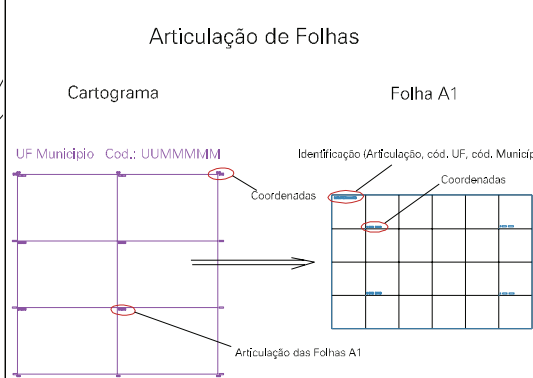 Articulação de Folhas
Cartograma
Folha A1
UF Municipio Cod.: UUMMMMM
Identificação (Articulação, cód. UF, cód. Municíp
Coordenadas
Coordenadas
Articulação das Folhas A1